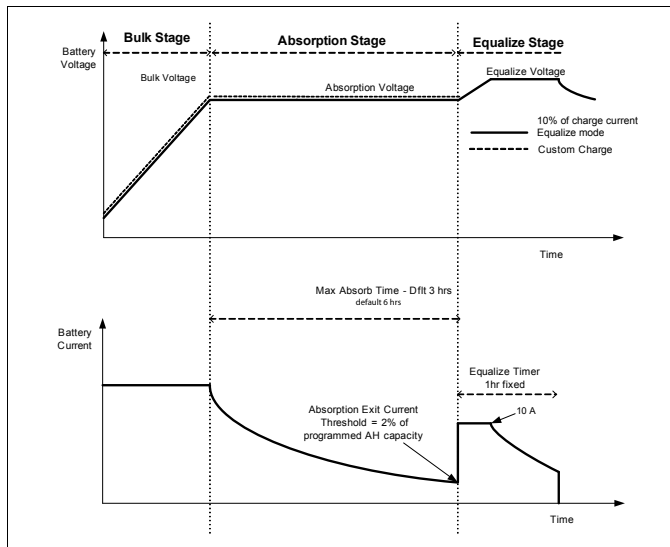 Bulk Stage
Absorption Stage
Equalize Stage
Battery
Voltage
Bulk Voltage
Absorption Voltage
Equalize Voltage
10% of charge current
Equalize mode
Custom Charge
Time
Max Absorb Time - Dflt 3 hrs
default 6 hrs
Battery
Current
Equalize Timer
1hr fixed
Absorption Exit Current
Threshold = 2% of
programmed AH capacity
10 A
Time